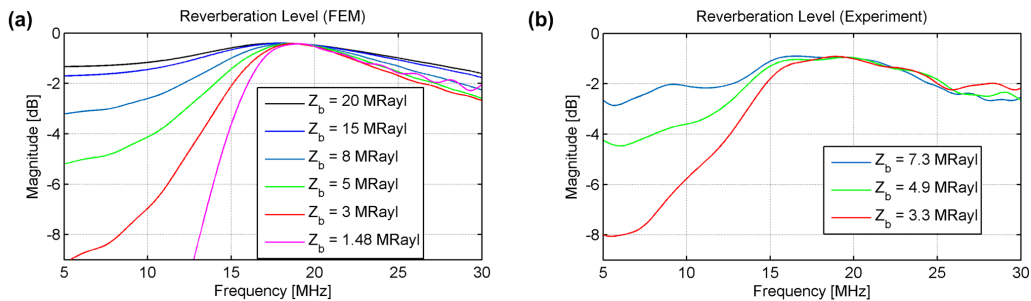 (a)
Reverberation Level (FEM)
Magnitude [dB]
0
-2
-4
-6
-8
5
10
15
20
25
30
Frequency [MHz]
Z_b = 20 MRayl
Z_b = 15 MRayl
Z_b = 8 MRayl
Z_b = 5 MRayl
Z_b = 3 MRayl
Z_b = 1.48 MRayl
(b)
Reverberation Level (Experiment)
Magnitude [dB]
0
-2
-4
-6
-8
5
10
15
20
25
30
Frequency [MHz]
Z_b = 7.3 MRayl
Z_b = 4.9 MRayl
Z_b = 3.3 MRayl